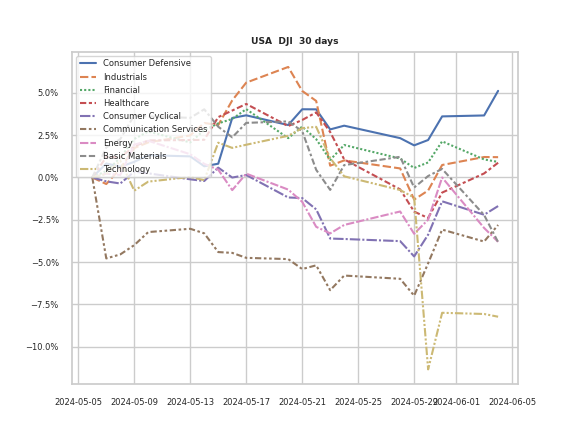 USA DJI 30 days
Consumer Defensive
Industrials
Financial
Healthcare
Consumer Cyclical
Communication Services
Energy
Basic Materials
Technology
5.0%
2.5%
0.0%
−2.5%
−5.0%
−7.5%
−10.0%
2024-05-05 2024-05-09 2024-05-13 2024-05-17 2024-05-21 2024-05-25 2024-05-29 2024-06-01 2024-06-05